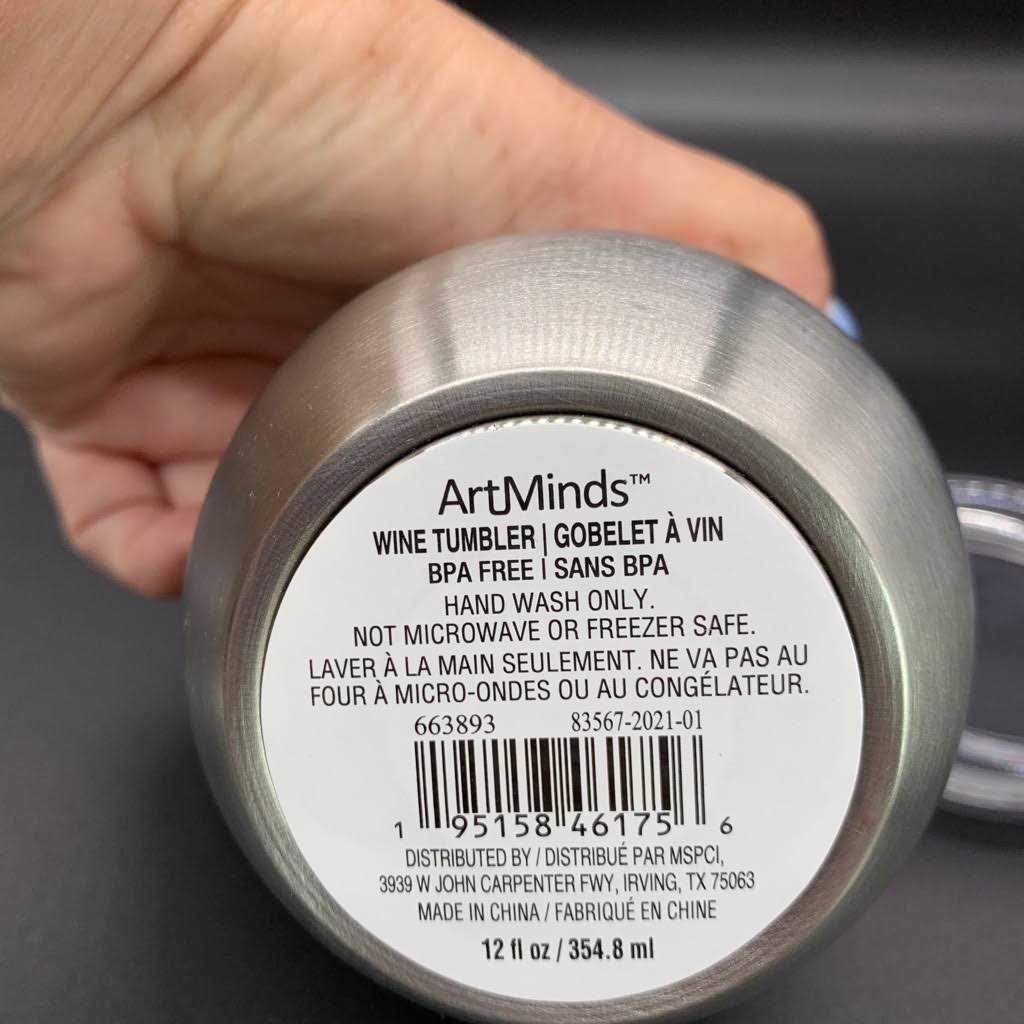 ArtMinds™
WINE TUMBLER | GOBELET À VIN
BPA FREE | SANS BPA
HAND WASH ONLY.
NOT MICROWAVE OR FREEZER SAFE.
LAVER À LA MAIN SEULEMENT. NE VA PAS AU
FOUR À MICRO-ONDES OU AU CONGÉLATEUR.
663893 83567-2021-01
1 95158 46175 6
DISTRIBUTED BY / DISTRIBUÉ PAR MSPCI,
3939 W JOHN CARPENTER FWY, IRVING, TX 75063
MADE IN CHINA / FABRIQUÉ EN CHINE
12 fl oz / 354.8 ml